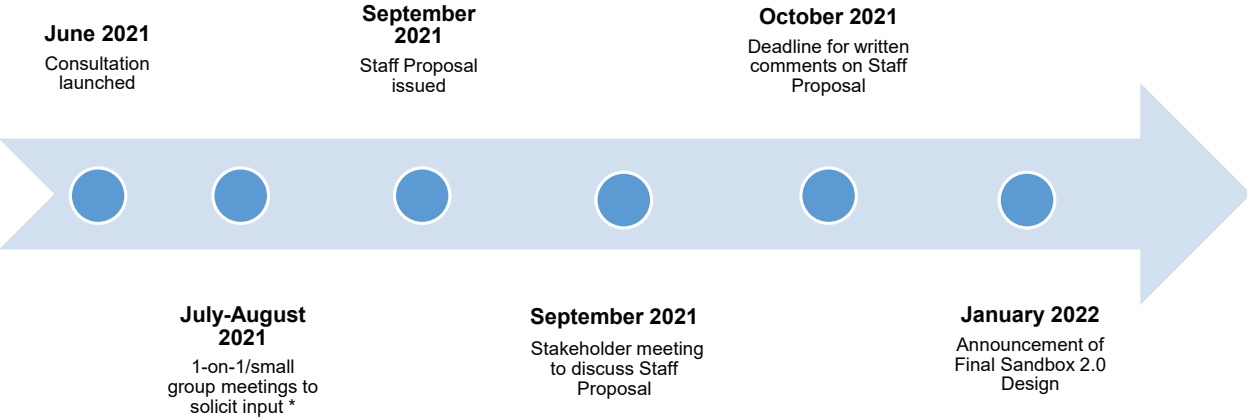 June 2021
Consultation
launched
July-August
2021
1-on-1/small
group meetings to
solicit input *
September
2021
Staff Proposal
issued
September 2021
Stakeholder meeting
to discuss Staff
Proposal
October 2021
Deadline for written
comments on Staff
Proposal
January 2022
Announcement of
Final Sandbox 2.0
Design